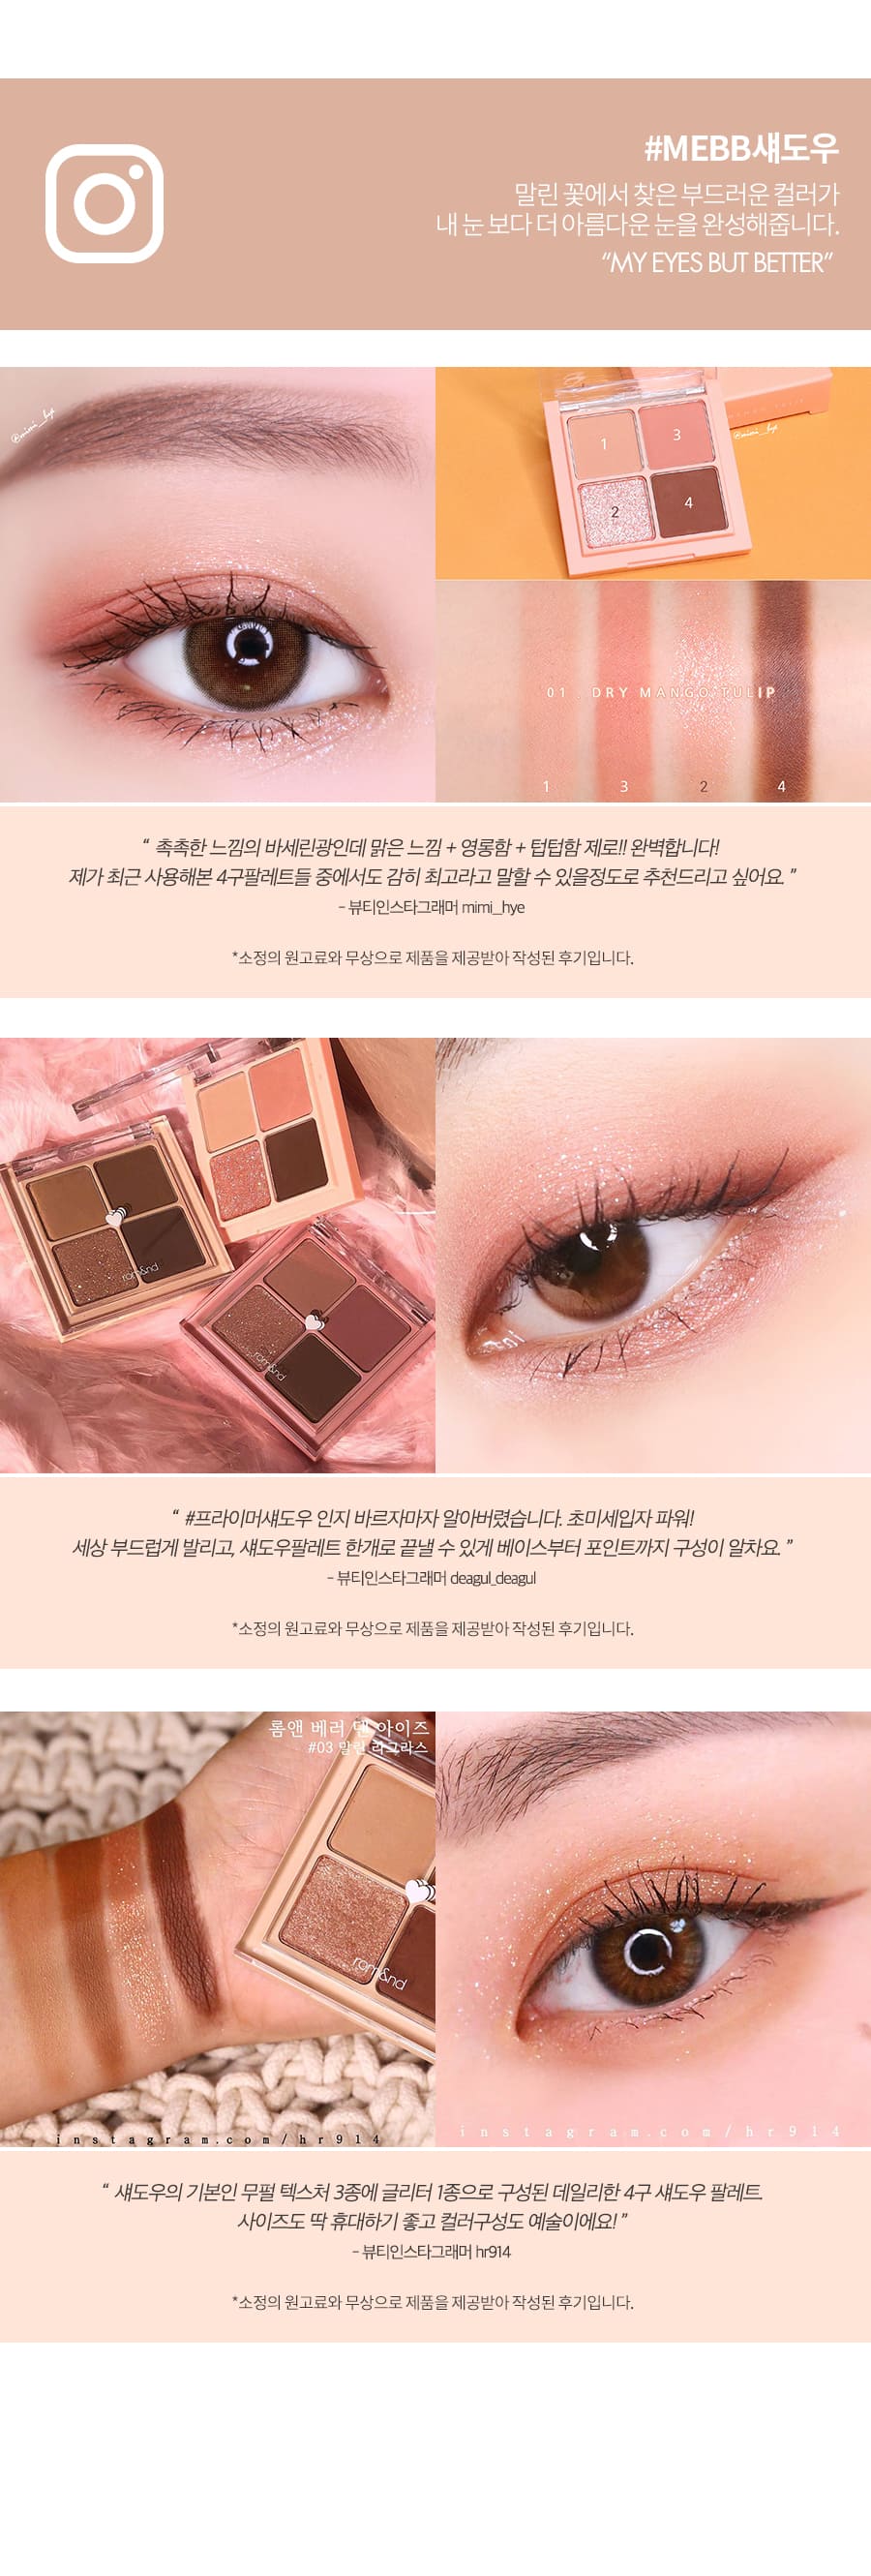 #MEBB섀도우
말린 꽃에서 찾은 부드러운 컬러가
내 눈 보다 더 아름다운 눈을 완성해줍니다.
“MY EYES BUT BETTER”
@mimi_hye
1
3
2
4
@mimi_hye
01. DRY MANGO TULIP
1 3 2 4
“ 촉촉한 느낌의 바세린광인데 맑은 느낌 + 영롱함 + 텁텁함 제로!! 완벽합니다!
제가 최근 사용해본 4구팔레트들 중에서도 감히 최고라고 말할 수 있을정도로 추천드리고 싶어요. ”
- 뷰티인스타그래머 mimi_hye
*소정의 원고료와 무상으로 제품을 제공받아 작성된 후기입니다.
rom&nd
rom&nd
“ #프라이머섀도우 인지 바르자마자 알아버렸습니다. 초미세입자 파워!
세상 부드럽게 발리고, 섀도우팔레트 한개로 끝낼 수 있게 베이스부터 포인트까지 구성이 알차요. ”
- 뷰티인스타그래머 deagul_deagul
*소정의 원고료와 무상으로 제품을 제공받아 작성된 후기입니다.
롬앤 베러 댄 아이즈
#03 말린 라그라스
rom&nd
instagram.com/hr914
instagram.com/hr914
“ 섀도우의 기본인 무펄 텍스처 3종에 글리터 1종으로 구성된 데일리한 4구 섀도우 팔레트.
사이즈도 딱 휴대하기 좋고 컬러구성도 예술이에요! ”
- 뷰티인스타그래머 hr914
*소정의 원고료와 무상으로 제품을 제공받아 작성된 후기입니다.